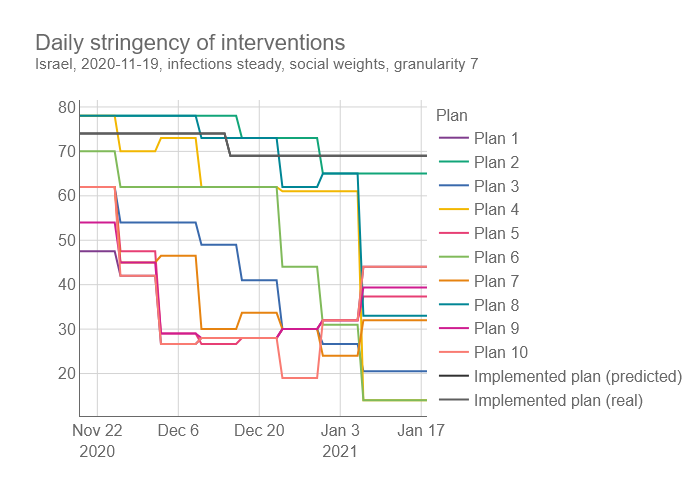 Daily stringency of interventions
Israel, 2020-11-19, infections steady, social weights, granularity 7
80
70
60
50
40
30
20
Nov 22
2020
Dec 6
Dec 20
Jan 3
2021
Jan 17
Plan
Plan 1
Plan 2
Plan 3
Plan 4
Plan 5
Plan 6
Plan 7
Plan 8
Plan 9
Plan 10
Implemented plan (predicted)
Implemented plan (real)